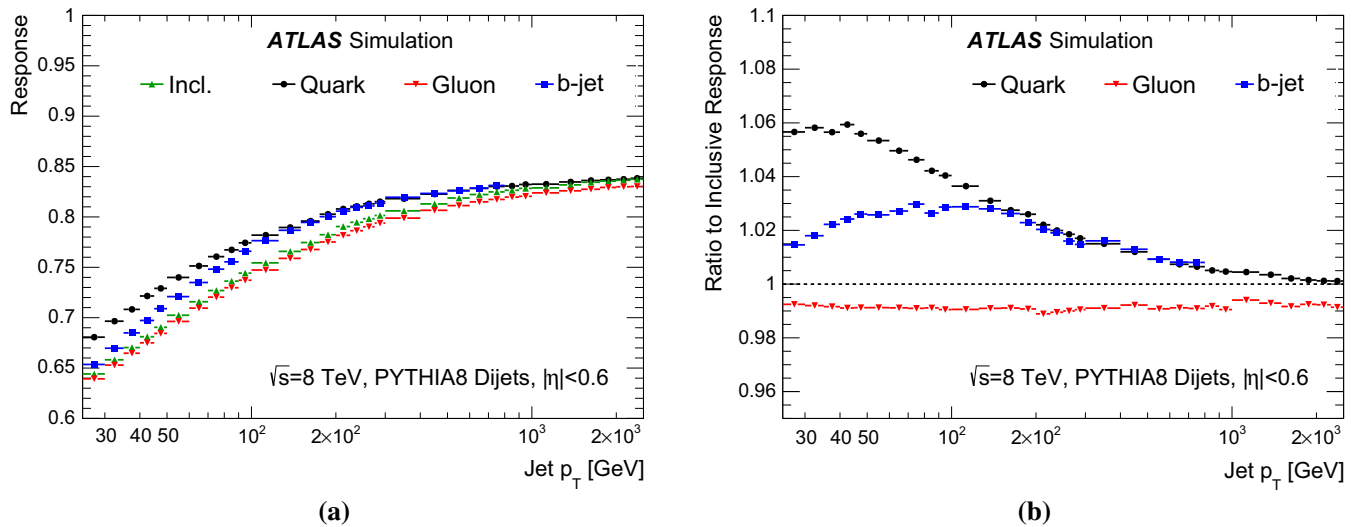 ATLAS Simulation
Incl. Quark Gluon b-jet
Response
1
0.95
0.9
0.85
0.8
0.75
0.7
0.65
0.6
√s=8 TeV, PYTHIA8 Dijets, |η|<0.6
30 40 50 10² 2×10² 10³ 2×10³
Jet p_T [GeV]
(a)
ATLAS Simulation
Quark Gluon b-jet
Ratio to Inclusive Response
1.1
1.08
1.06
1.04
1.02
1
0.98
0.96
√s=8 TeV, PYTHIA8 Dijets, |η|<0.6
30 40 50 10² 2×10² 10³ 2×10³
Jet p_T [GeV]
(b)